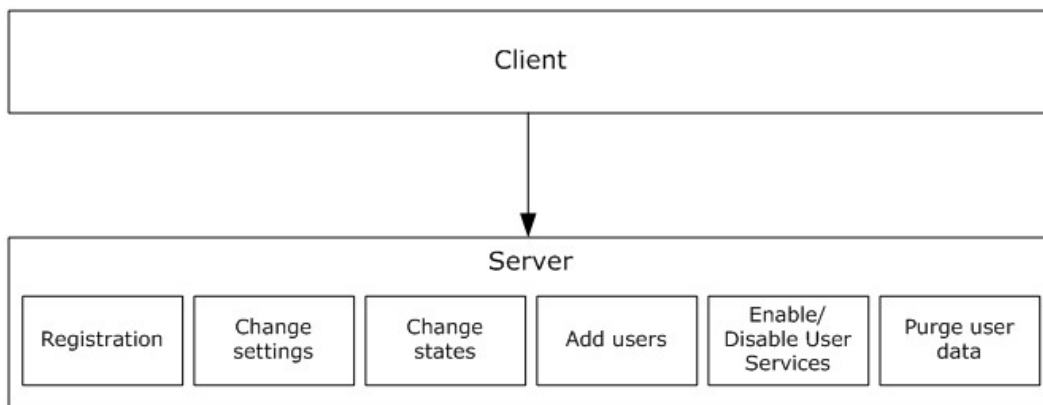 Client
Server
Registration
Change
settings
Change
states
Add users
Enable/
Disable User
Services
Purge user
data